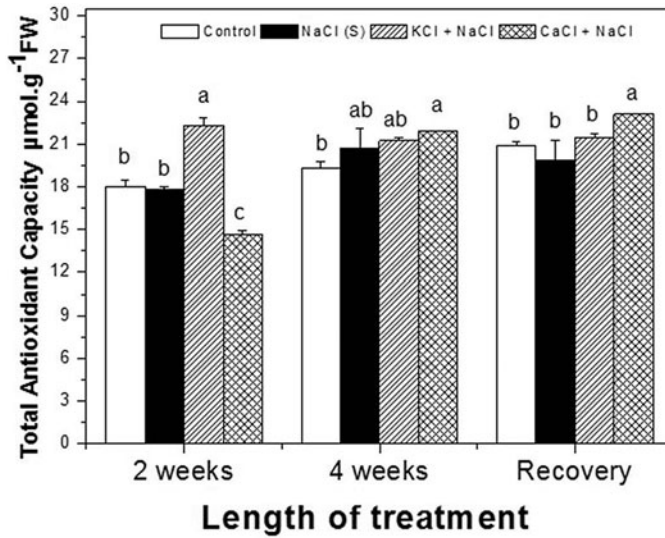 Total Antioxidant Capacity µmol.g⁻¹FW
30
27
24
21
18
15
12
9
6
3
0
Control NaCl (S) KCl + NaCl CaCl + NaCl
b b a c
b ab ab a
b b b a
2 weeks 4 weeks Recovery
Length of treatment